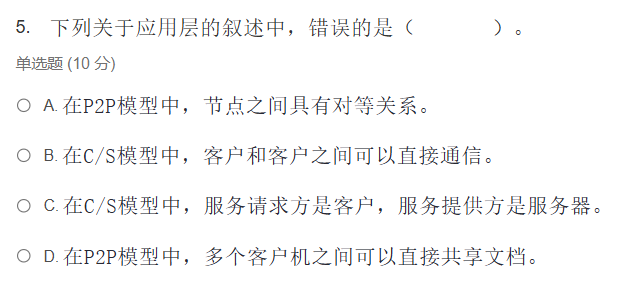 5. 下列关于应用层的叙述中，错误的是（　　　）。
单选题 (10 分)
A. 在P2P模型中，节点之间具有对等关系。
B. 在C/S模型中，客户和客户之间可以直接通信。
C. 在C/S模型中，服务请求方是客户，服务提供方是服务器。
D. 在P2P模型中，多个客户机之间可以直接共享文档。